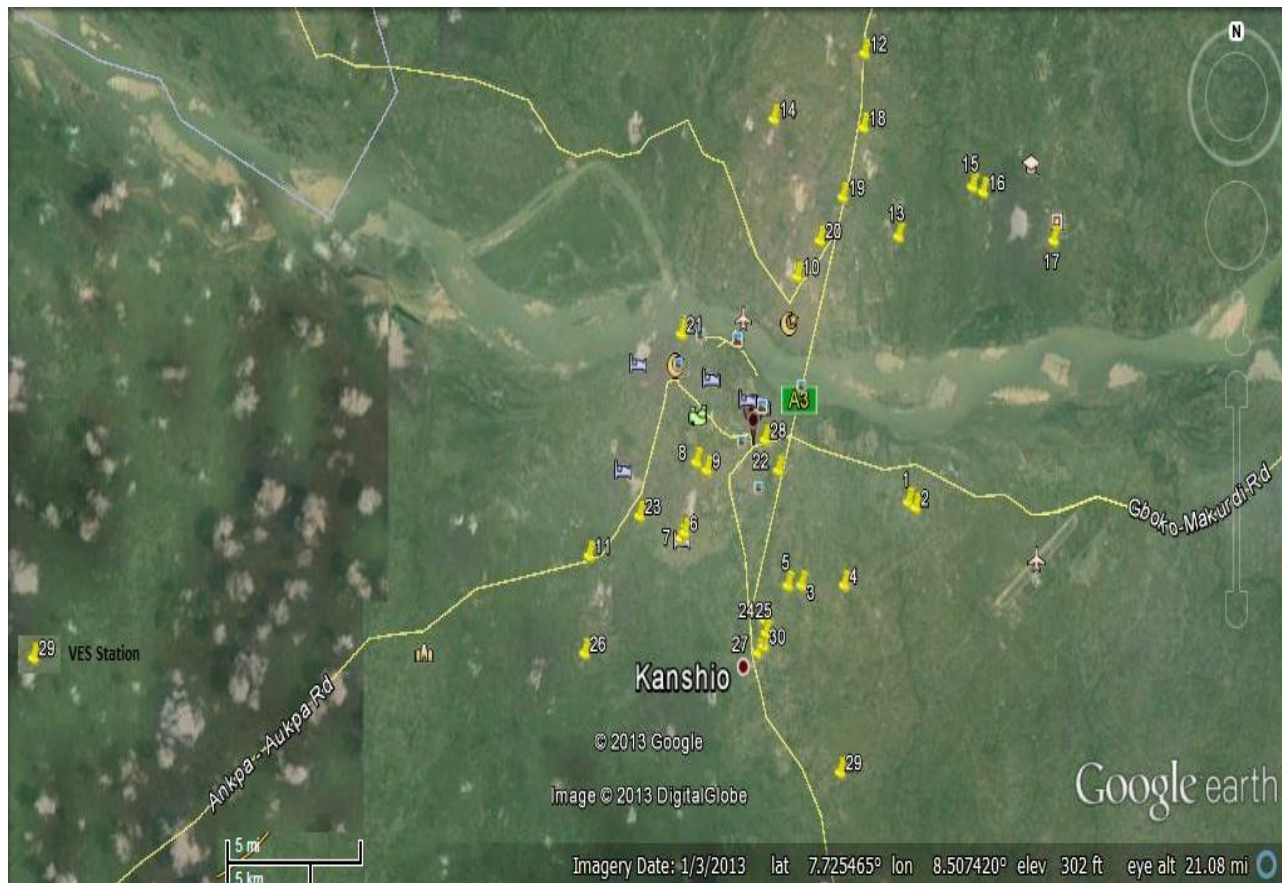 N
12
14
18
15
16
19
13
20
17
10
21
A3
28
8
9
22
1
2
Gboko-Makurdi Rd
23
6
7
11
5
3
4
24 25
30
27
26
29 VES Station
Kanshio
Ankpa--Aukpa Rd
© 2013 Google
29
Image © 2013 DigitalGlobe
Google earth
5 mi
5 km
Imagery Date: 1/3/2013 lat 7.725465° lon 8.507420° elev 302 ft eye alt 21.08 mi